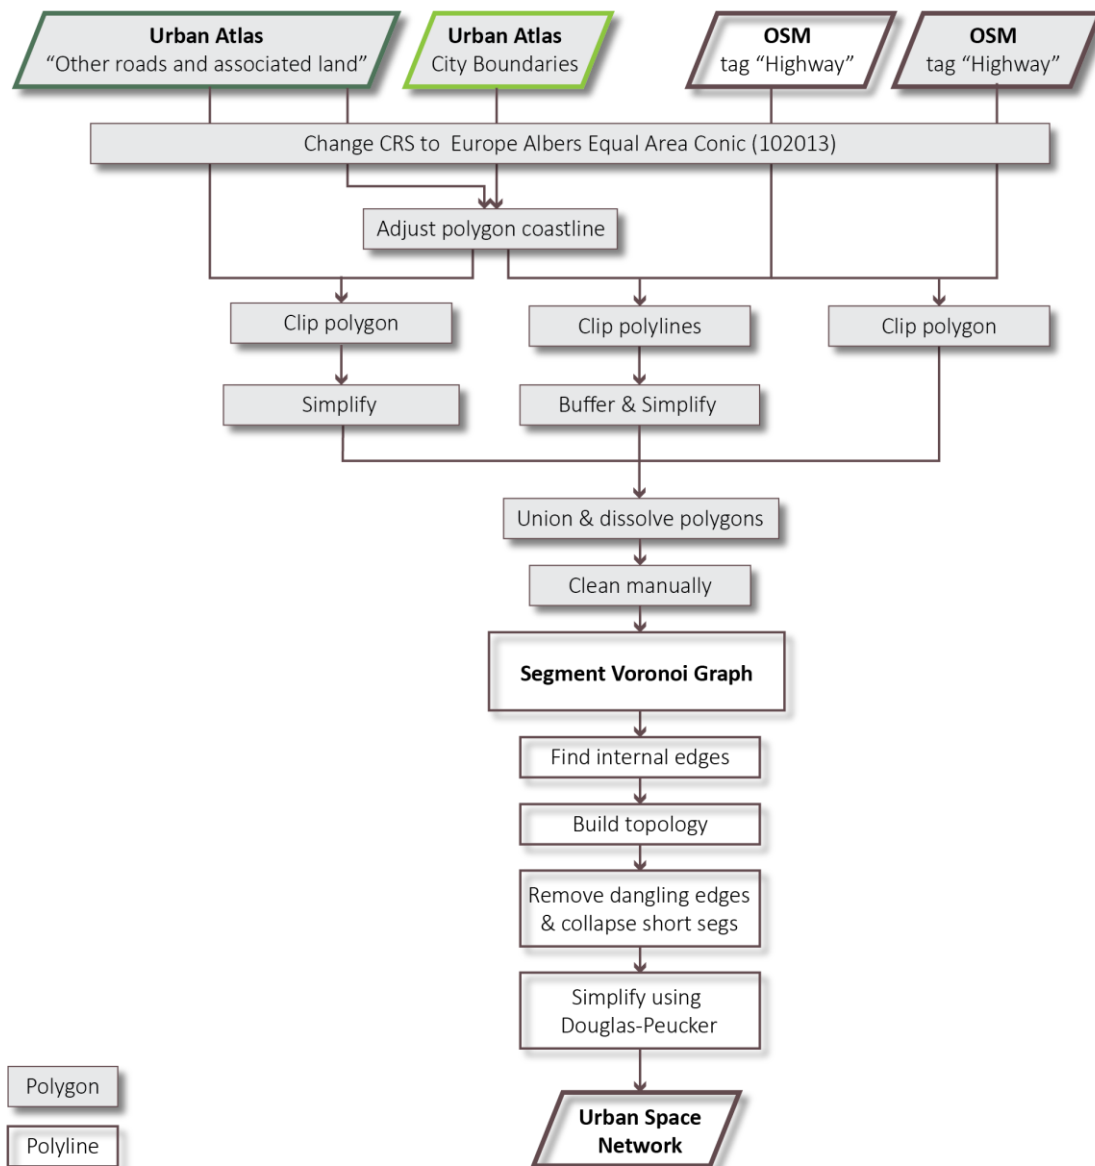 Urban Atlas
“Other roads and associated land”
Urban Atlas
City Boundaries
OSM
tag “Highway”
OSM
tag “Highway”
Change CRS to Europe Albers Equal Area Conic (102013)
Adjust polygon coastline
Clip polygon
Clip polylines
Clip polygon
Simplify
Buffer & Simplify
Union & dissolve polygons
Clean manually
Segment Voronoi Graph
Find internal edges
Build topology
Remove dangling edges
& collapse short segs
Simplify using
Douglas-Peucker
Urban Space
Network
Polygon
Polyline